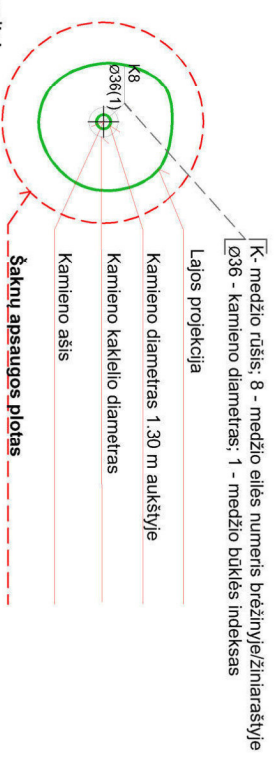 K- medžio rūšis; 8 - medžio eilės numeris brėžinyje/žiniaraštyje
Ø36 - kamieno diametras; 1 - medžio būklės indeksas
K8
Ø36(1)
Lajos projekcija
Kamieno diametras 1.30 m aukštyje
Kamieno kaklelio diametras
Kamieno ašis
Šaknų apsaugos plotas